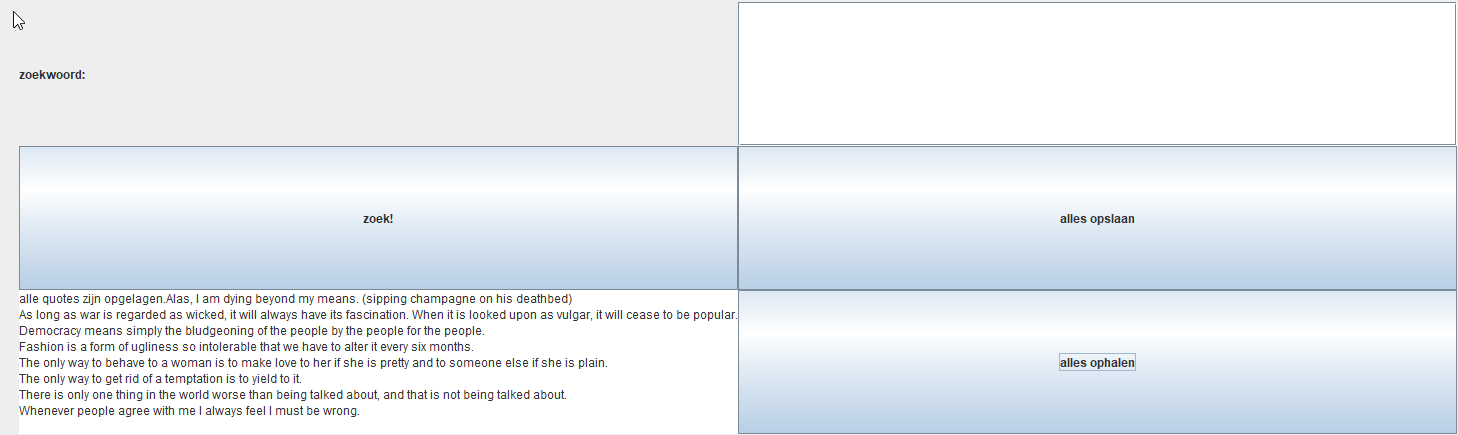 zoekwoord:
zoek!
alles opslaan
alle quotes zijn opgelagen.Alas, I am dying beyond my means. (sipping champagne on his deathbed)
As long as war is regarded as wicked, it will always have its fascination. When it is looked upon as vulgar, it will cease to be popular.
Democracy means simply the bludgeoning of the people by the people for the people.
Fashion is a form of ugliness so intolerable that we have to alter it every six months.
The only way to behave to a woman is to make love to her if she is pretty and to someone else if she is plain.
The only way to get rid of a temptation is to yield to it.
There is only one thing in the world worse than being talked about, and that is not being talked about.
Whenever people agree with me I always feel I must be wrong.
alles ophalen